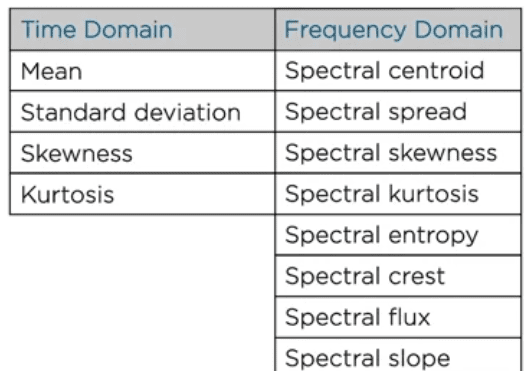 Time Domain Frequency Domain
Mean Spectral centroid
Standard deviation Spectral spread
Skewness Spectral skewness
Kurtosis Spectral kurtosis
Spectral entropy
Spectral crest
Spectral flux
Spectral slope